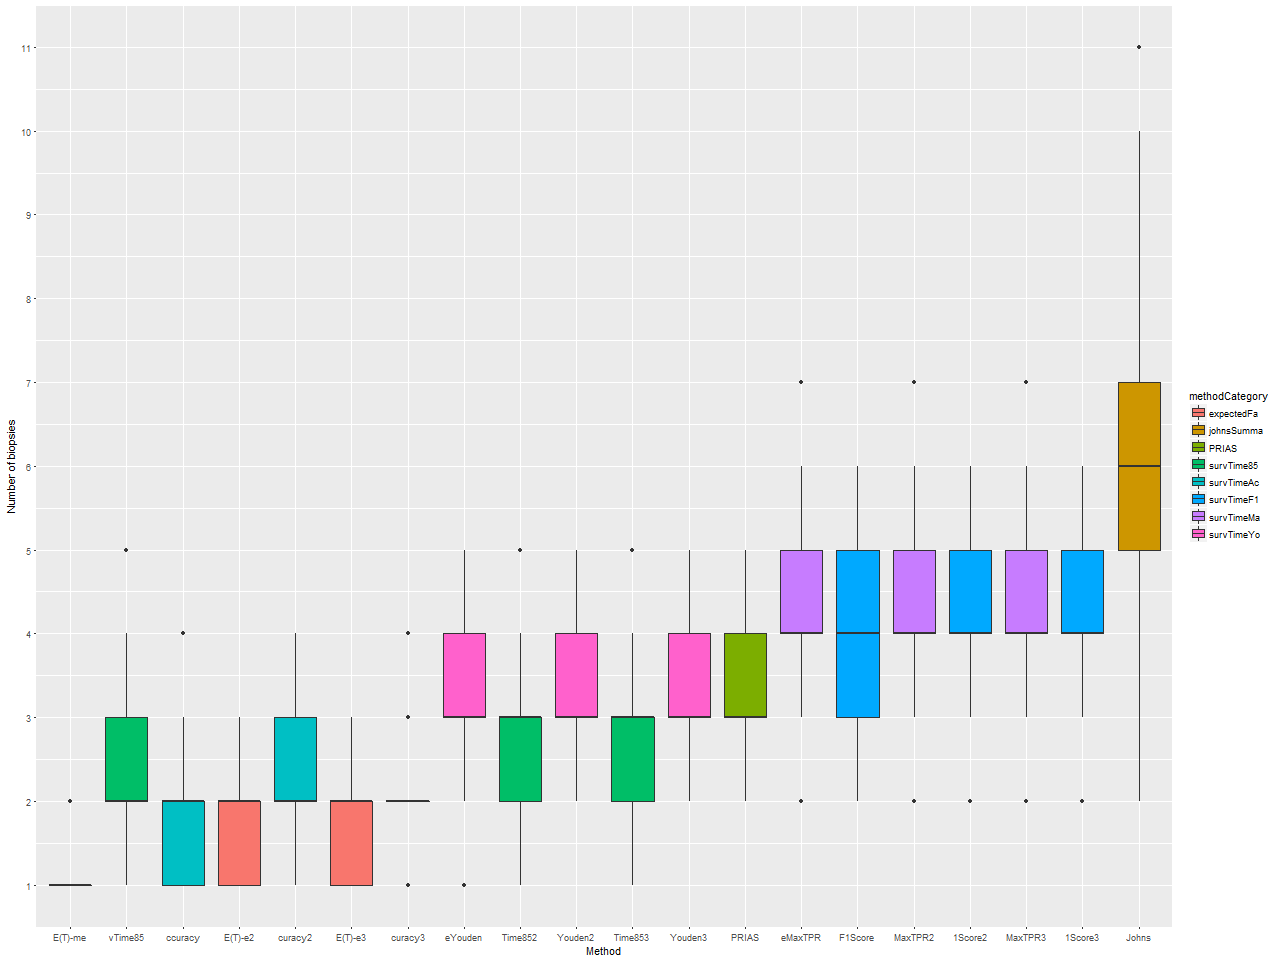 11
10
9
8
7
6
5
4
3
2
1
Number of biopsies
E(T)-me vTime85 ccuracy E(T)-e2 curacy2 E(T)-e3 curacy3 eYouden Time852 Youden2 Time853 Youden3 PRIAS eMaxTPR F1Score MaxTPR2 1Score2 MaxTPR3 1Score3 Johns
Method
methodCategory
expectedFa
johnsSumma
PRIAS
survTime85
survTimeAc
survTimeF1
survTimeMa
survTimeYo